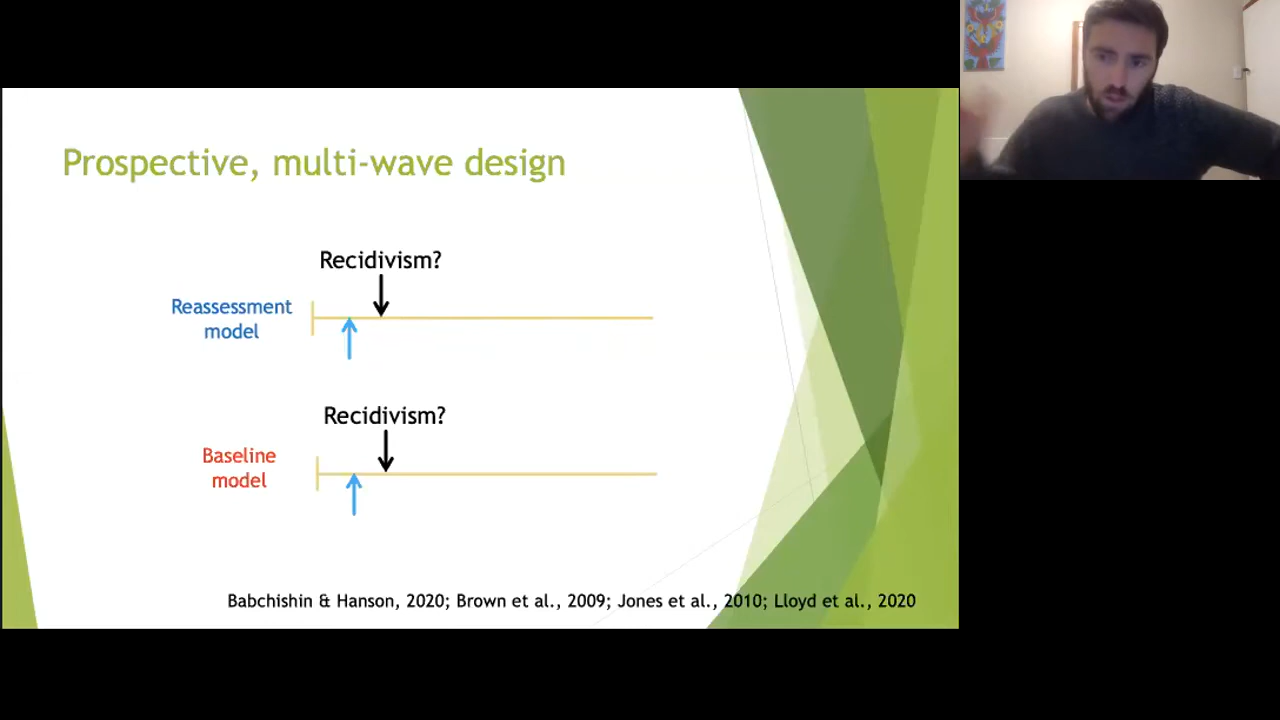 Prospective, multi-wave design
Recidivism?
Reassessment
model
Recidivism?
Baseline
model
Babchishin & Hanson, 2020; Brown et al., 2009; Jones et al., 2010; Lloyd et al., 2020